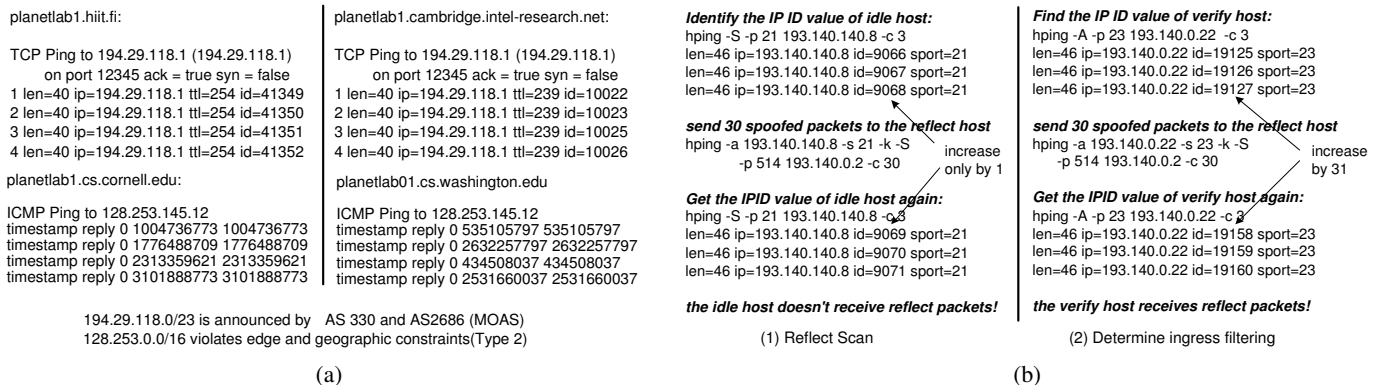 planetlab1.hiit.fi:
TCP Ping to 194.29.118.1 (194.29.118.1)
on port 12345 ack = true syn = false
1 len=40 ip=194.29.118.1 ttl=254 id=41349
2 len=40 ip=194.29.118.1 ttl=254 id=41350
3 len=40 ip=194.29.118.1 ttl=254 id=41351
4 len=40 ip=194.29.118.1 ttl=254 id=41352
planetlab1.cambridge.intel-research.net:
TCP Ping to 194.29.118.1 (194.29.118.1)
on port 12345 ack = true syn = false
1 len=40 ip=194.29.118.1 ttl=239 id=10022
2 len=40 ip=194.29.118.1 ttl=239 id=10023
3 len=40 ip=194.29.118.1 ttl=239 id=10025
4 len=40 ip=194.29.118.1 ttl=239 id=10026
planetlab1.cs.cornell.edu:
ICMP Ping to 128.253.145.12
timestamp reply 0 1004736773 1004736773
timestamp reply 0 1776488709 1776488709
timestamp reply 0 2313359621 2313359621
timestamp reply 0 3101888773 3101888773
planetlab01.cs.washington.edu
ICMP Ping to 128.253.145.12
timestamp reply 0 535105797 535105797
timestamp reply 0 2632257797 2632257797
timestamp reply 0 434508037 434508037
timestamp reply 0 2531660037 2531660037
194.29.118.0/23 is announced by AS 330 and AS2686 (MOAS)
128.253.0.0/16 violates edge and geographic constraints(Type 2)
(a)
Identify the IP ID value of idle host:
hping -S -p 21 193.140.140.8 -c 3
len=46 ip=193.140.140.8 id=9066 sport=21
len=46 ip=193.140.140.8 id=9067 sport=21
len=46 ip=193.140.140.8 id=9068 sport=21
send 30 spoofed packets to the reflect host
hping -a 193.140.140.8 -s 21 -k -S
-p 514 193.140.0.2 -c 30
increase
only by 1
Get the IPID value of idle host again:
hping -S -p 21 193.140.140.8 -c 3
len=46 ip=193.140.140.8 id=9069 sport=21
len=46 ip=193.140.140.8 id=9070 sport=21
len=46 ip=193.140.140.8 id=9071 sport=21
the idle host doesn't receive reflect packets!
(1) Reflect Scan
Find the IP ID value of verify host:
hping -A -p 23 193.140.0.22 -c 3
len=46 ip=193.140.0.22 id=19125 sport=23
len=46 ip=193.140.0.22 id=19126 sport=23
len=46 ip=193.140.0.22 id=19127 sport=23
send 30 spoofed packets to the reflect host
hping -a 193.140.0.22 -s 23 -k -S
-p 514 193.140.0.2 -c 30
increase
by 31
Get the IPID value of verify host again:
hping -A -p 23 193.140.0.22 -c 3
len=46 ip=193.140.0.22 id=19158 sport=23
len=46 ip=193.140.0.22 id=19159 sport=23
len=46 ip=193.140.0.22 id=19160 sport=23
the verify host receives reflect packets!
(2) Determine ingress filtering
(b)